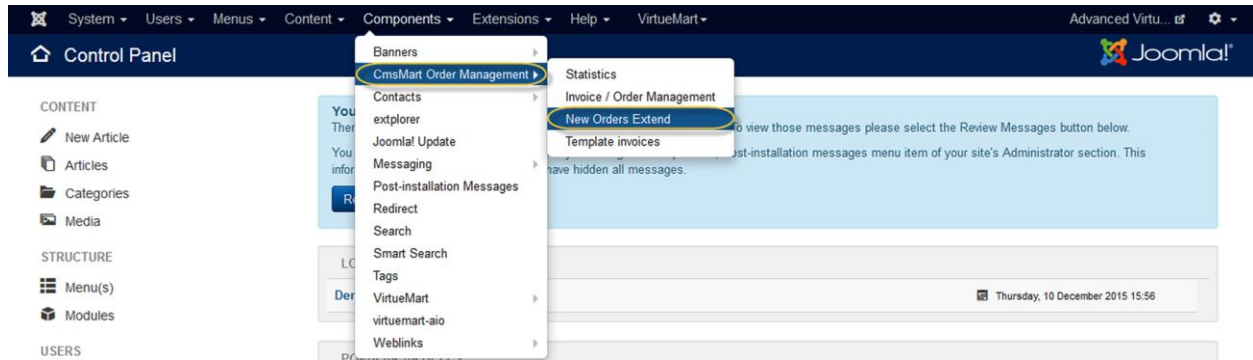 System Users Menus Content Components Extensions Help VirtueMart Advanced Virtu...
Control Panel
Joomla!®
Banners
CmsMart Order Management
Contacts
extplorer
Joomla! Update
Messaging
Post-installation Messages
Redirect
Search
Smart Search
Tags
VirtueMart
virtuemart-aio
Weblinks
Statistics
Invoice / Order Management
New Orders Extend
Template invoices
CONTENT
New Article
Articles
Categories
Media
STRUCTURE
Menu(s)
Modules
USERS
You
to view those messages please select the Review Messages button below.
You st-installation messages menu item of your site's Administrator section. This
have hidden all messages.
Thursday, 10 December 2015 15:56